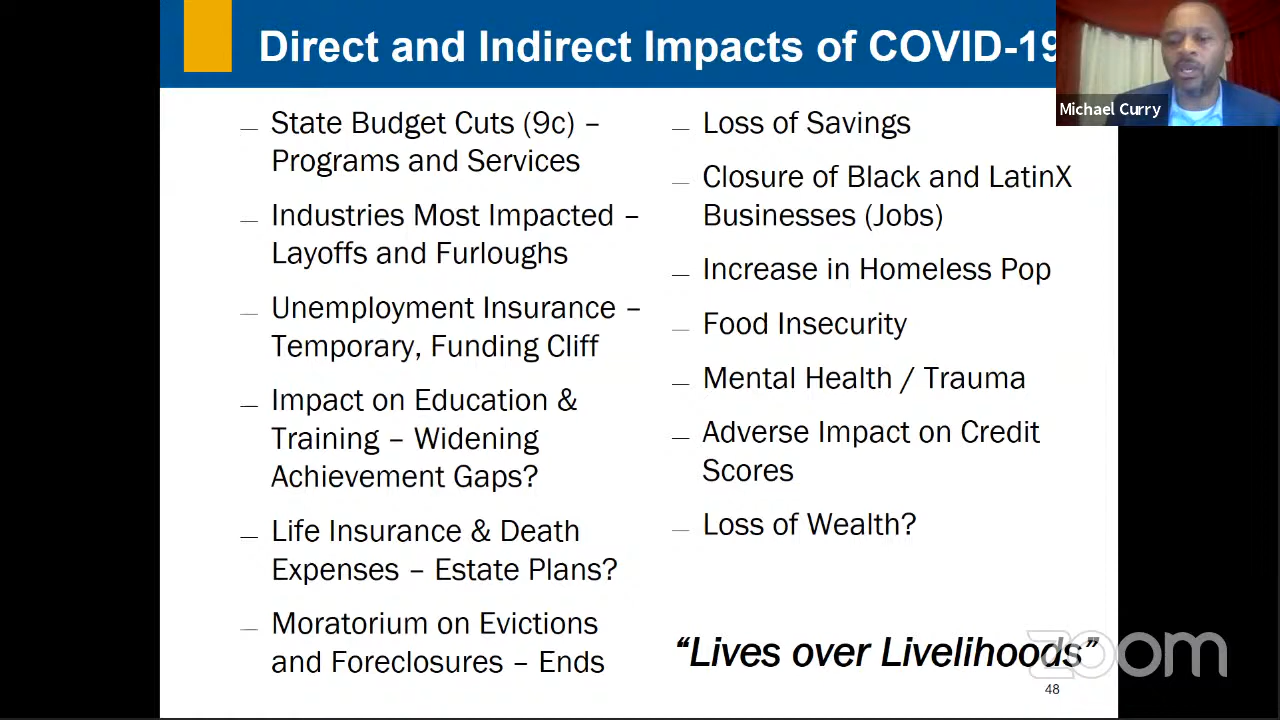 Direct and Indirect Impacts of COVID-19
Michael Curry
— State Budget Cuts (9c) –
Programs and Services
— Industries Most Impacted –
Layoffs and Furloughs
— Unemployment Insurance –
Temporary, Funding Cliff
— Impact on Education &
Training – Widening
Achievement Gaps?
— Life Insurance & Death
Expenses – Estate Plans?
— Moratorium on Evictions
and Foreclosures – Ends
— Loss of Savings
— Closure of Black and LatinX
Businesses (Jobs)
— Increase in Homeless Pop
— Food Insecurity
— Mental Health / Trauma
— Adverse Impact on Credit
Scores
— Loss of Wealth?
“Lives over Livelihoods”
zoom
48